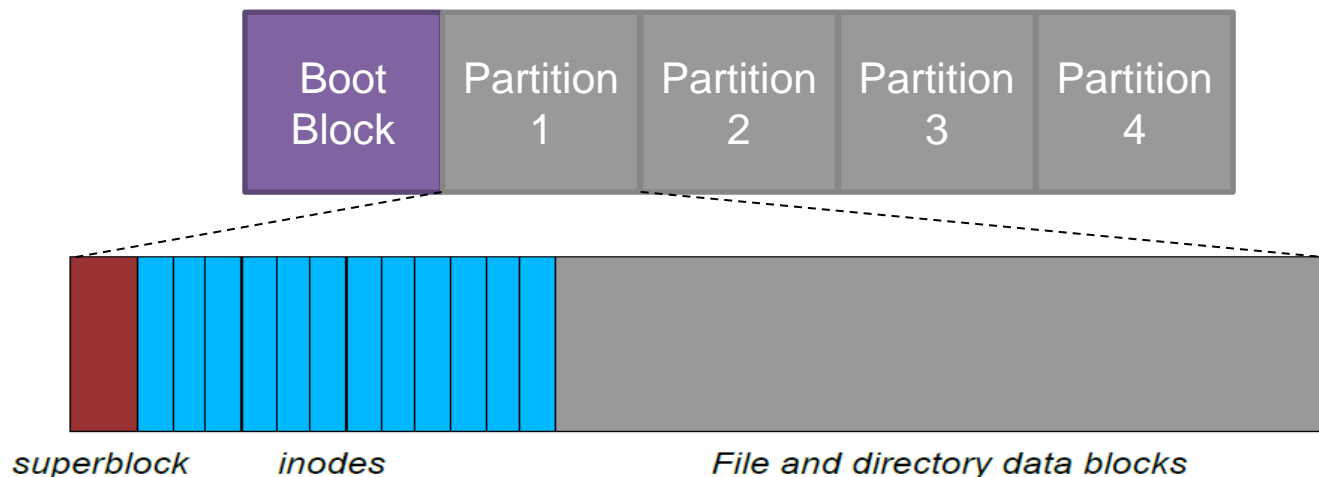 Boot Partition Partition Partition Partition
Block 1 2 3 4
superblock inodes File and directory data blocks